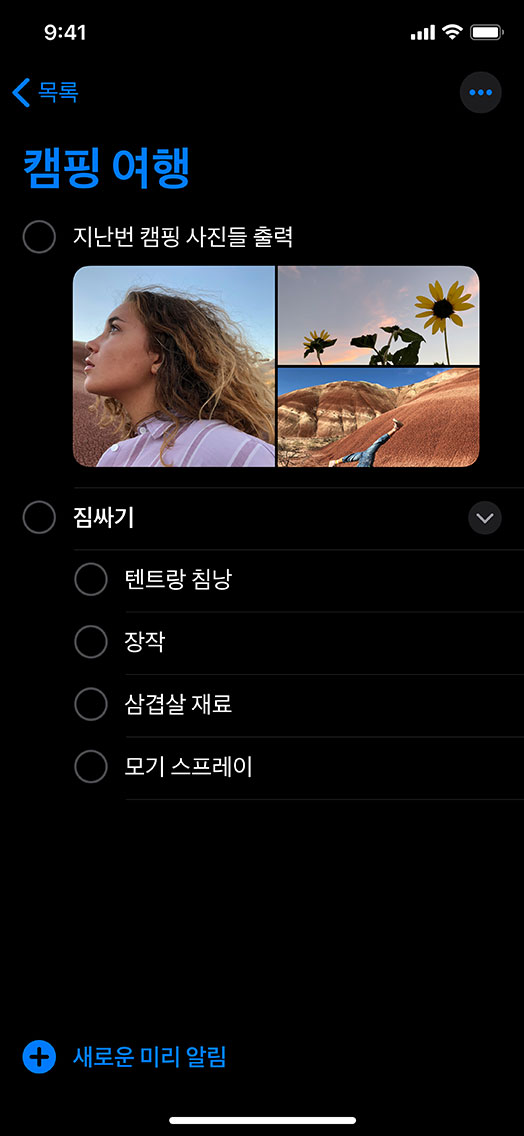 9:41
목록
캠핑 여행
지난번 캠핑 사진들 출력
짐싸기
텐트랑 침낭
장작
삼겹살 재료
모기 스프레이
새로운 미리 알림